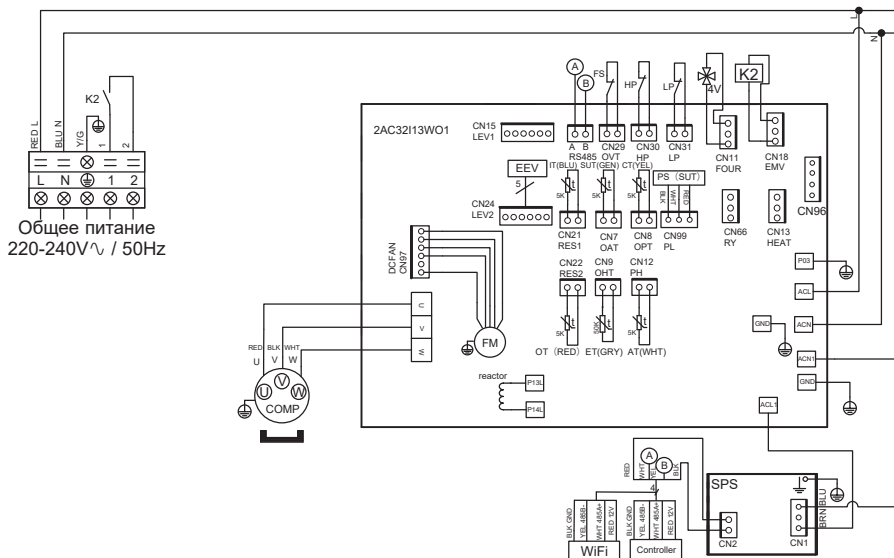 L
N
K2
RED L
BLU N
Y/G
1
2
L N 1 2
Общее питание
220-240V∿ / 50Hz
2AC32I13WO1
CN15
LEV1
A
B
FS
HP
LP
4V
K2
A B
RS485
CN29
OVT
CN30
HP
CN31
LP
CN11
FOUR
CN18
EMV
CN96
EEV
5
CN24
LEV2
IT(BLU) SUT(GEN) CT(YEL)
5K
5K
5K
PS (SUT)
BLK
WHT
RED
CN21
RES1
CN7
OAT
CN8
OPT
CN99
PL
CN66
RY
CN13
HEAT
CN22
RES2
CN9
OHT
CN12
PH
5K
50K
5K
OT (RED) ET(GRY) AT(WHT)
DCFAN
CN97
FM
U
V
W
RED BLK WHT
U V W
U V W
COMP
reactor
P13L
P14L
P03
ACL
GND
ACN
ACN1
GND
ACL1
RED
WHT
A
YEL
B
BLK
4
BLK GND
YEL 485B-
WHT 485A+
RED 12V
WiFi
BLK GND
YEL 485B-
WHT 485A+
RED 12V
Controller
SPS
CN2
CN1
BRN
BLU